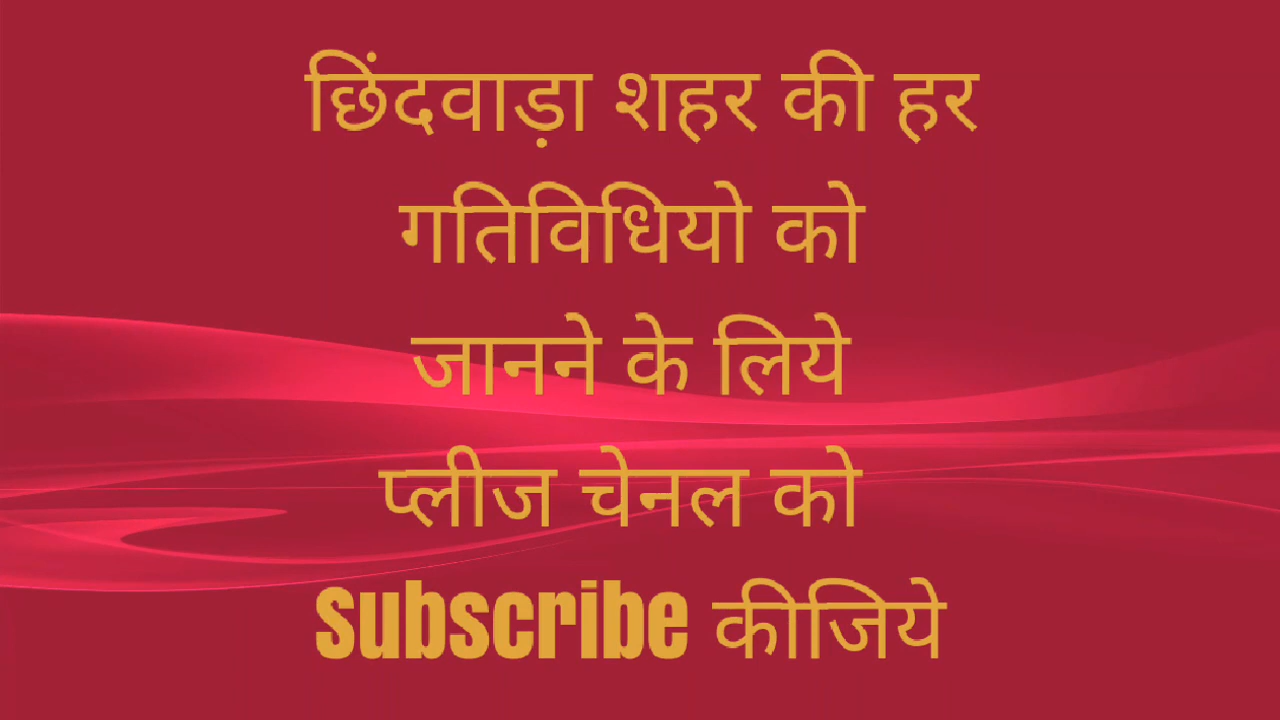 छिंदवाड़ा शहर की हर
गतिविधियो को
जानने के लिये
प्लीज चेनल को
Subscribe कीजिये